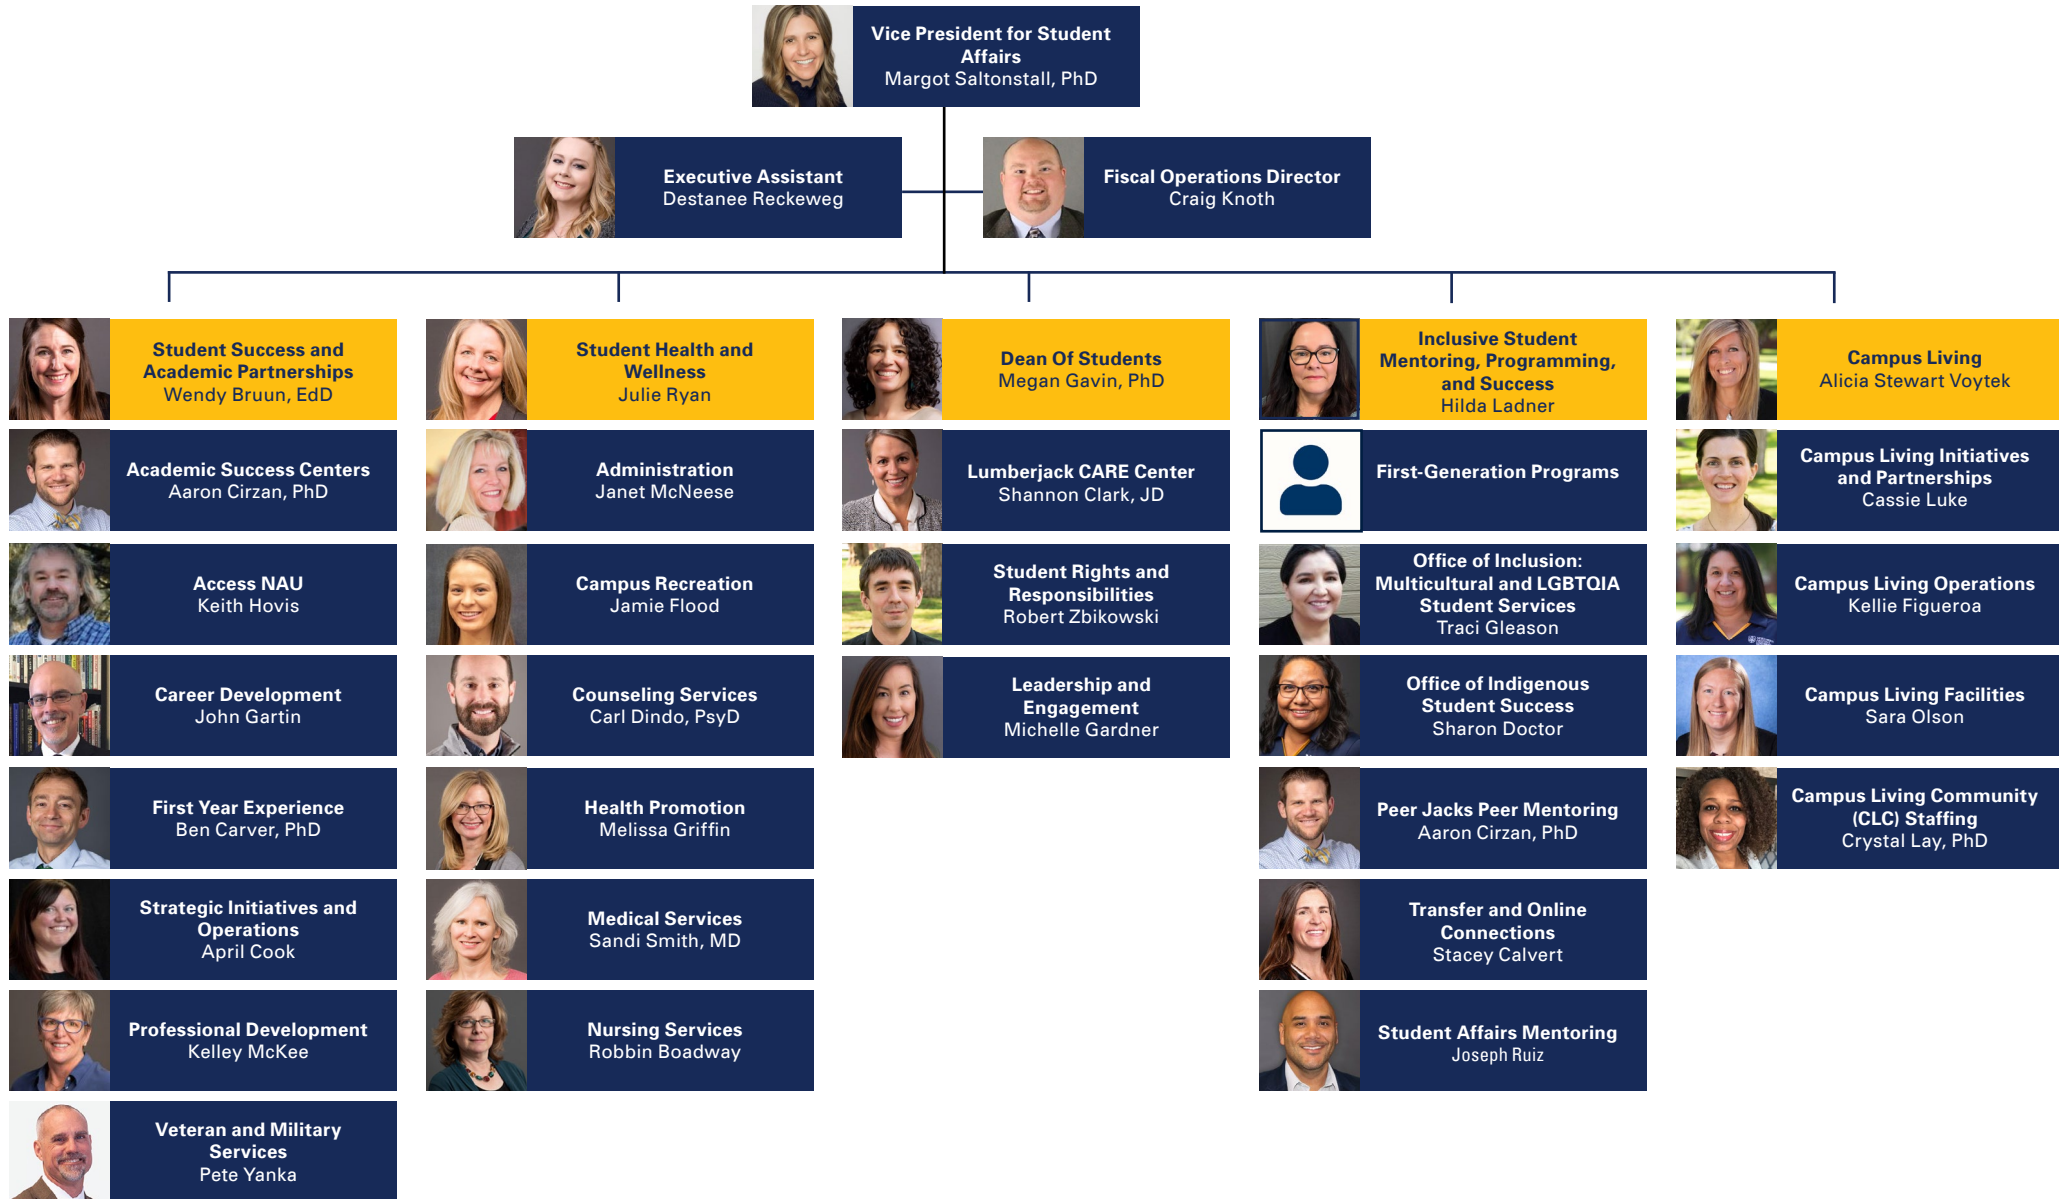 Vice President for Student
Affairs
Margot Saltonstall, PhD
Executive Assistant
Destanee Reckeweg
Fiscal Operations Director
Craig Knoth
Student Success and
Academic Partnerships
Wendy Bruun, EdD
Academic Success Centers
Aaron Cirzan, PhD
Access NAU
Keith Hovis
Career Development
John Gartin
First Year Experience
Ben Carver, PhD
Strategic Initiatives and
Operations
April Cook
Professional Development
Kelley McKee
Veteran and Military
Services
Pete Yanka
Student Health and
Wellness
Julie Ryan
Administration
Janet McNeese
Campus Recreation
Jamie Flood
Counseling Services
Carl Dindo, PsyD
Health Promotion
Melissa Griffin
Medical Services
Sandi Smith, MD
Nursing Services
Robbin Boadway
Dean Of Students
Megan Gavin, PhD
Lumberjack CARE Center
Shannon Clark, JD
Student Rights and
Responsibilities
Robert Zbikowski
Leadership and
Engagement
Michelle Gardner
Inclusive Student
Mentoring, Programming,
and Success
Hilda Ladner
First-Generation Programs
Office of Inclusion:
Multicultural and LGBTQIA
Student Services
Traci Gleason
Office of Indigenous
Student Success
Sharon Doctor
Peer Jacks Peer Mentoring
Aaron Cirzan, PhD
Transfer and Online
Connections
Stacey Calvert
Student Affairs Mentoring
Joseph Ruiz
Campus Living
Alicia Stewart Voytek
Campus Living Initiatives
and Partnerships
Cassie Luke
Campus Living Operations
Kellie Figueroa
Campus Living Facilities
Sara Olson
Campus Living Community
(CLC) Staffing
Crystal Lay, PhD